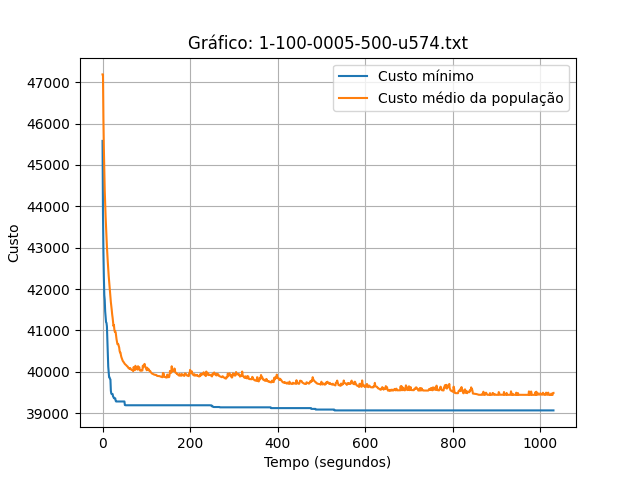 Gráfico: 1-100-0005-500-u574.txt
Custo mínimo
Custo médio da população
Custo
47000
46000
45000
44000
43000
42000
41000
40000
39000
0 200 400 600 800 1000
Tempo (segundos)